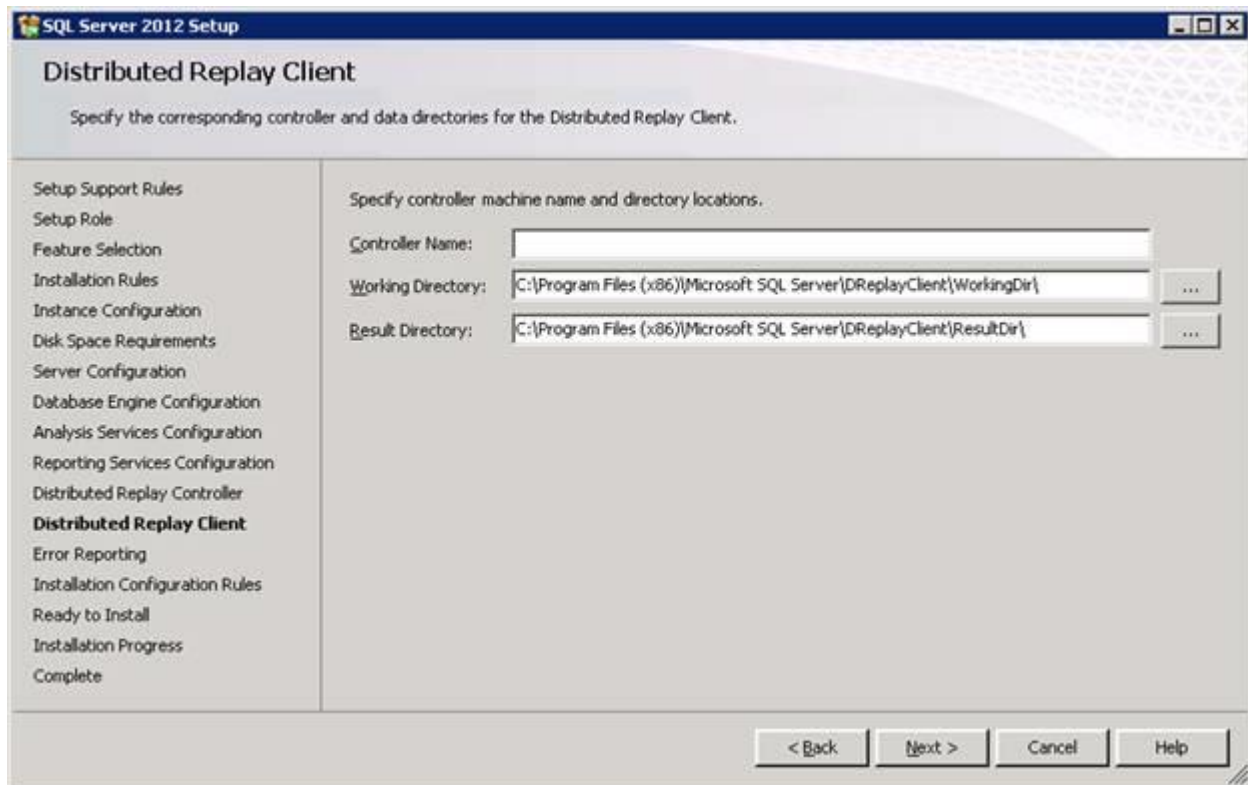 SQL Server 2012 Setup
Distributed Replay Client
Specify the corresponding controller and data directories for the Distributed Replay Client.
Setup Support Rules
Setup Role
Feature Selection
Installation Rules
Instance Configuration
Disk Space Requirements
Server Configuration
Database Engine Configuration
Analysis Services Configuration
Reporting Services Configuration
Distributed Replay Controller
Distributed Replay Client
Error Reporting
Installation Configuration Rules
Ready to Install
Installation Progress
Complete
Specify controller machine name and directory locations.
Controller Name:
Working Directory: C:\Program Files (x86)\Microsoft SQL Server\DReplayClient\WorkingDir\ ...
Result Directory: C:\Program Files (x86)\Microsoft SQL Server\DReplayClient\ResultDir\ ...
< Back Next > Cancel Help